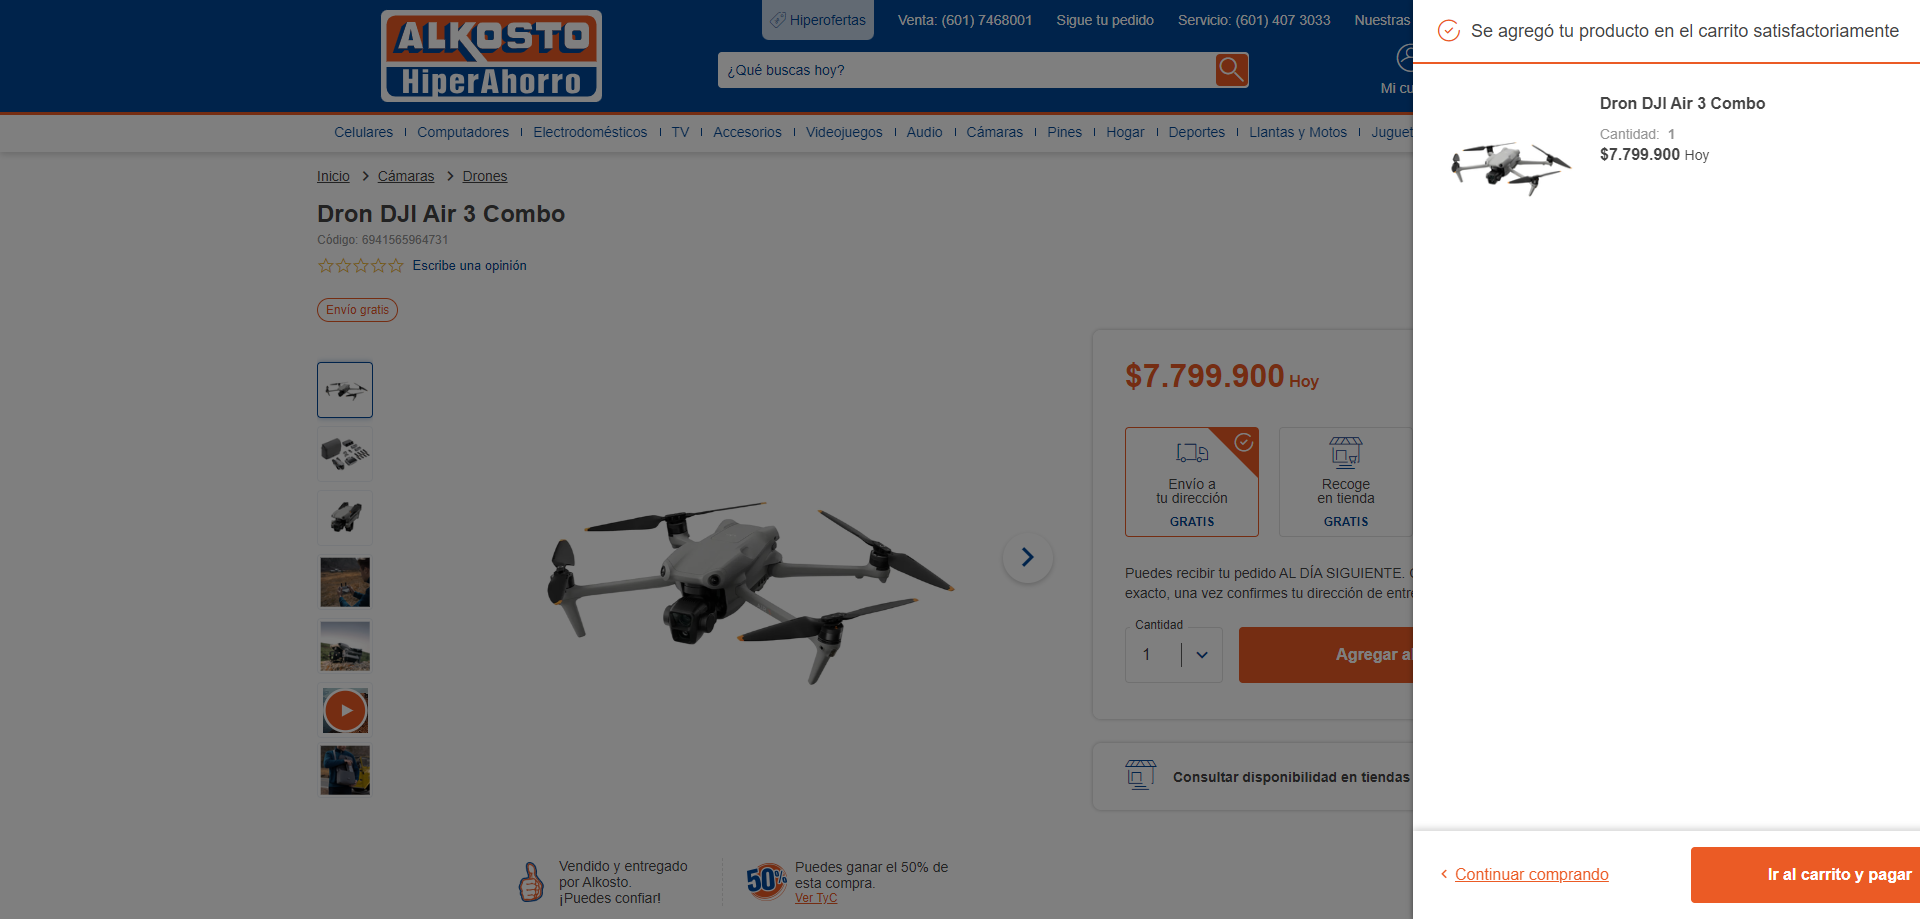 Hiperofertas
Venta: (601) 7468001
Sigue tu pedido
Servicio: (601) 407 3033
Nuestras
ALKOSTO
HiperAhorro
¿Qué buscas hoy?
Mi cu
Celulares
Computadores
Electrodomésticos
TV
Accesorios
Videojuegos
Audio
Cámaras
Pines
Hogar
Deportes
Llantas y Motos
Juguet
Inicio > Cámaras > Drones
Dron DJI Air 3 Combo
Código: 6941565964731
Escribe una opinión
Envío gratis
$7.799.900 Hoy
Envío a
tu dirección
GRATIS
Recoge
en tienda
GRATIS
Puedes recibir tu pedido AL DÍA SIGUIENTE.
exacto, una vez confirmes tu dirección de entre
Cantidad
1
Agregar al
Consultar disponibilidad en tiendas
Vendido y entregado
por Alkosto.
¡Puedes confiar!
50%
Puedes ganar el 50% de
esta compra.
Ver TyC
Se agregó tu producto en el carrito satisfactoriamente
Dron DJI Air 3 Combo
Cantidad: 1
$7.799.900 Hoy
Continuar comprando
Ir al carrito y pagar